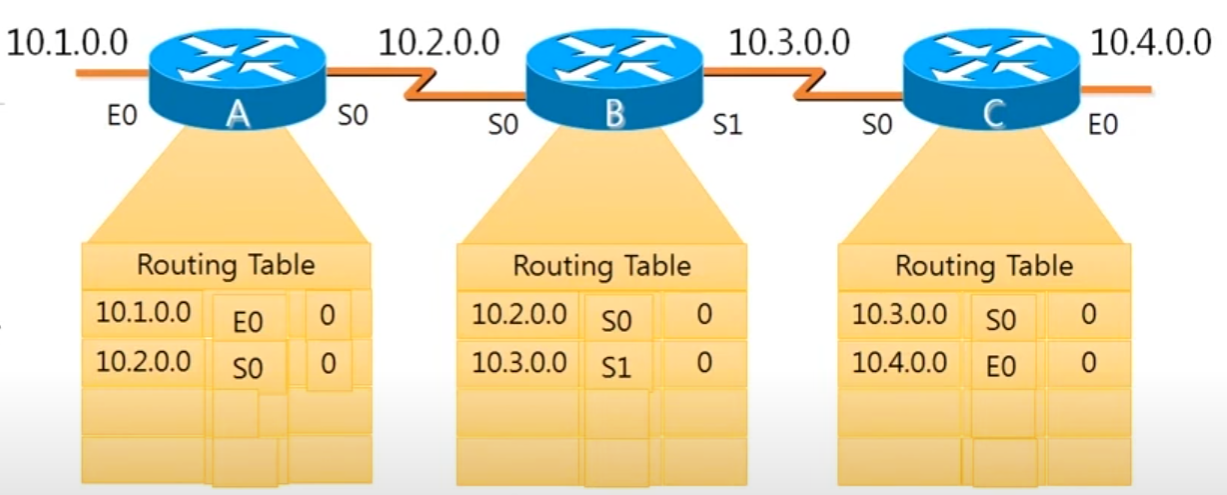 10.1.0.0 10.2.0.0 10.3.0.0 10.4.0.0
A B C
E0 S0 S0 S1 S0 E0
Routing Table
10.1.0.0 E0 0
10.2.0.0 S0 0
Routing Table
10.2.0.0 S0 0
10.3.0.0 S1 0
Routing Table
10.3.0.0 S0 0
10.4.0.0 E0 0